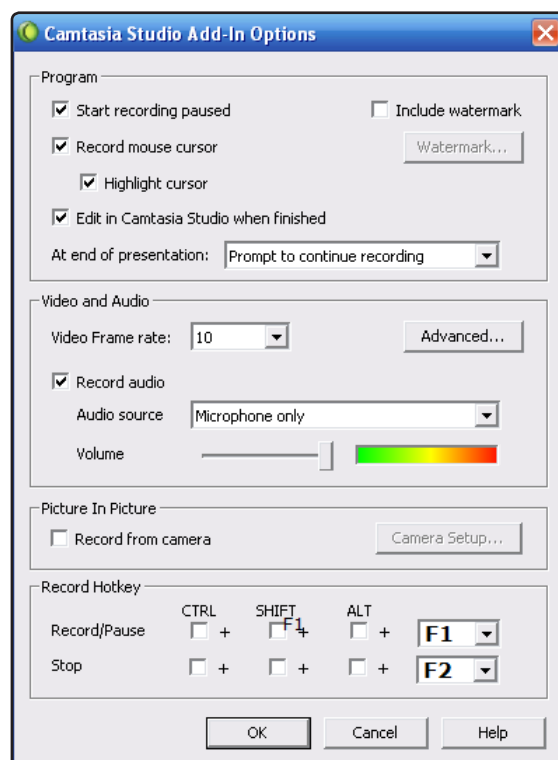 Camtasia Studio Add-In Options
Program
Start recording paused
Include watermark
Record mouse cursor
Watermark...
Highlight cursor
Edit in Camtasia Studio when finished
At end of presentation: Prompt to continue recording
Video and Audio
Video Frame rate: 10
Advanced...
Record audio
Audio source Microphone only
Volume
Picture In Picture
Record from camera
Camera Setup...
Record Hotkey
CTRL SHIFT ALT
F1
Record/Pause + + + F1
Stop + + + F2
OK Cancel Help